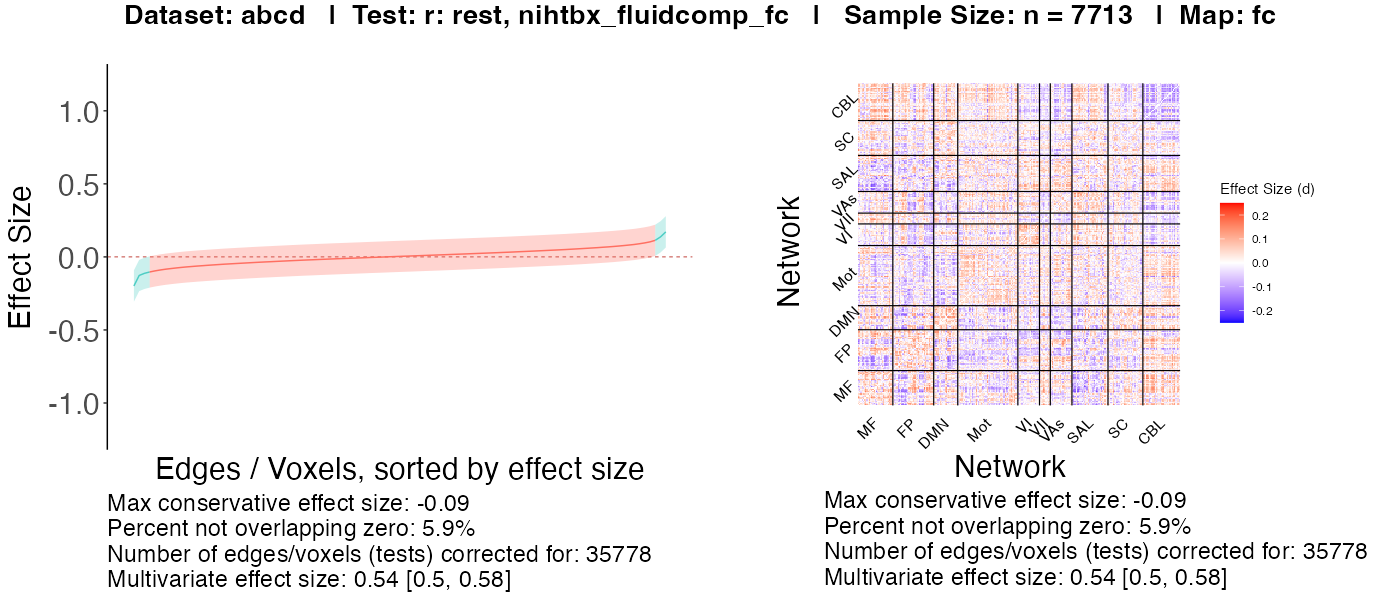 Dataset: abcd | Test: r: rest, nihtbx_fluidcomp_fc | Sample Size: n = 7713 | Map: fc
Effect Size
1.0
0.5
0.0
-0.5
-1.0
Edges / Voxels, sorted by effect size
Max conservative effect size: -0.09
Percent not overlapping zero: 5.9%
Number of edges/voxels (tests) corrected for: 35778
Multivariate effect size: 0.54 [0.5, 0.58]
Network
CBL
SC
SAL
VAs
VII
VI
Mot
DMN
FP
MF
MF
FP
DMN
Mot
VI
VII
VAs
SAL
SC
CBL
Network
Effect Size (d)
0.2
0.1
0.0
-0.1
-0.2
Max conservative effect size: -0.09
Percent not overlapping zero: 5.9%
Number of edges/voxels (tests) corrected for: 35778
Multivariate effect size: 0.54 [0.5, 0.58]